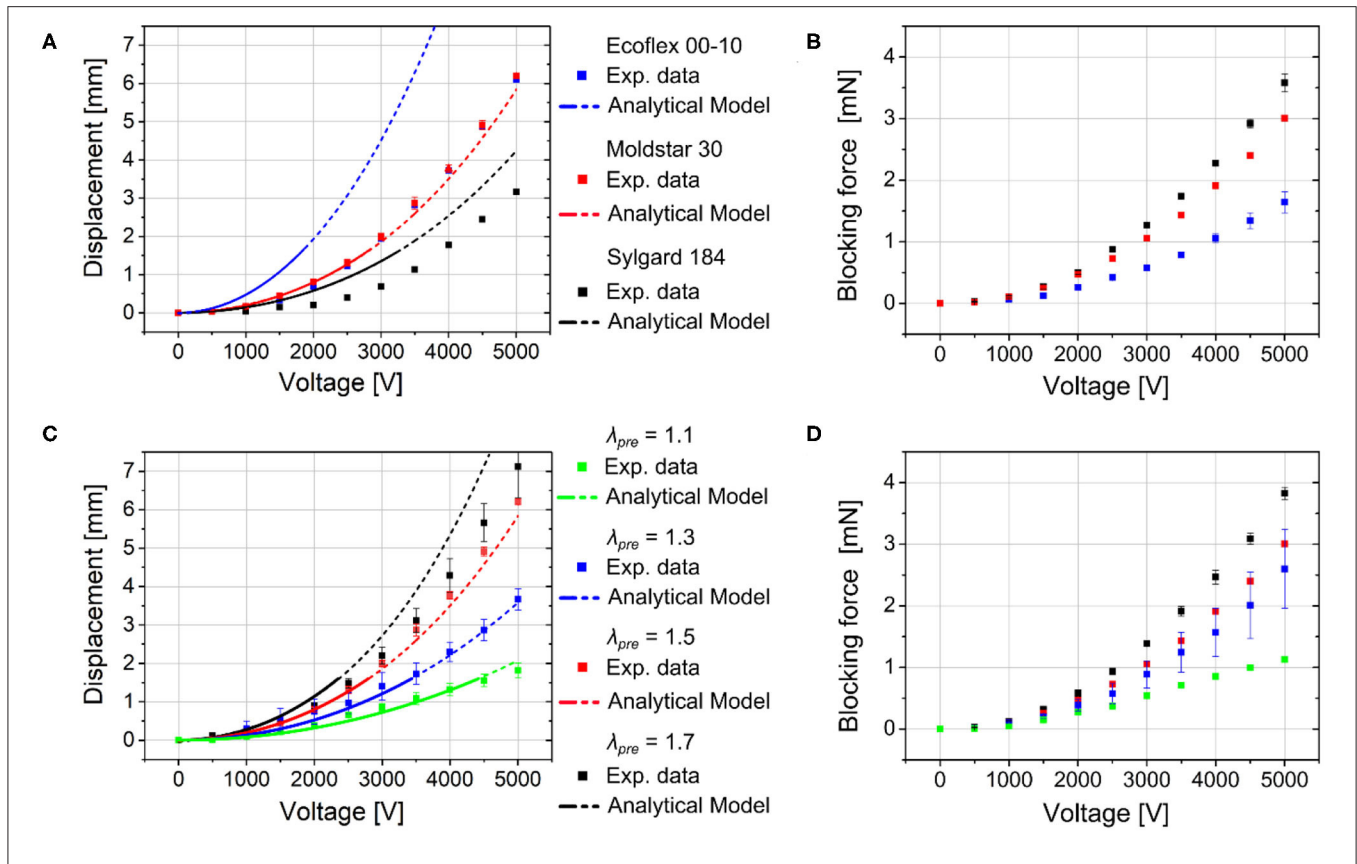 A
Displacement [mm]
7
6
5
4
3
2
1
0
0 1000 2000 3000 4000 5000
Voltage [V]
Ecoflex 00-10
Exp. data
Analytical Model
Moldstar 30
Exp. data
Analytical Model
Sylgard 184
Exp. data
Analytical Model
B
Blocking force [mN]
4
3
2
1
0
0 1000 2000 3000 4000 5000
Voltage [V]
C
Displacement [mm]
7
6
5
4
3
2
1
0
0 1000 2000 3000 4000 5000
Voltage [V]
λpre = 1.1
Exp. data
Analytical Model
λpre = 1.3
Exp. data
Analytical Model
λpre = 1.5
Exp. data
Analytical Model
λpre = 1.7
Exp. data
Analytical Model
D
Blocking force [mN]
4
3
2
1
0
0 1000 2000 3000 4000 5000
Voltage [V]